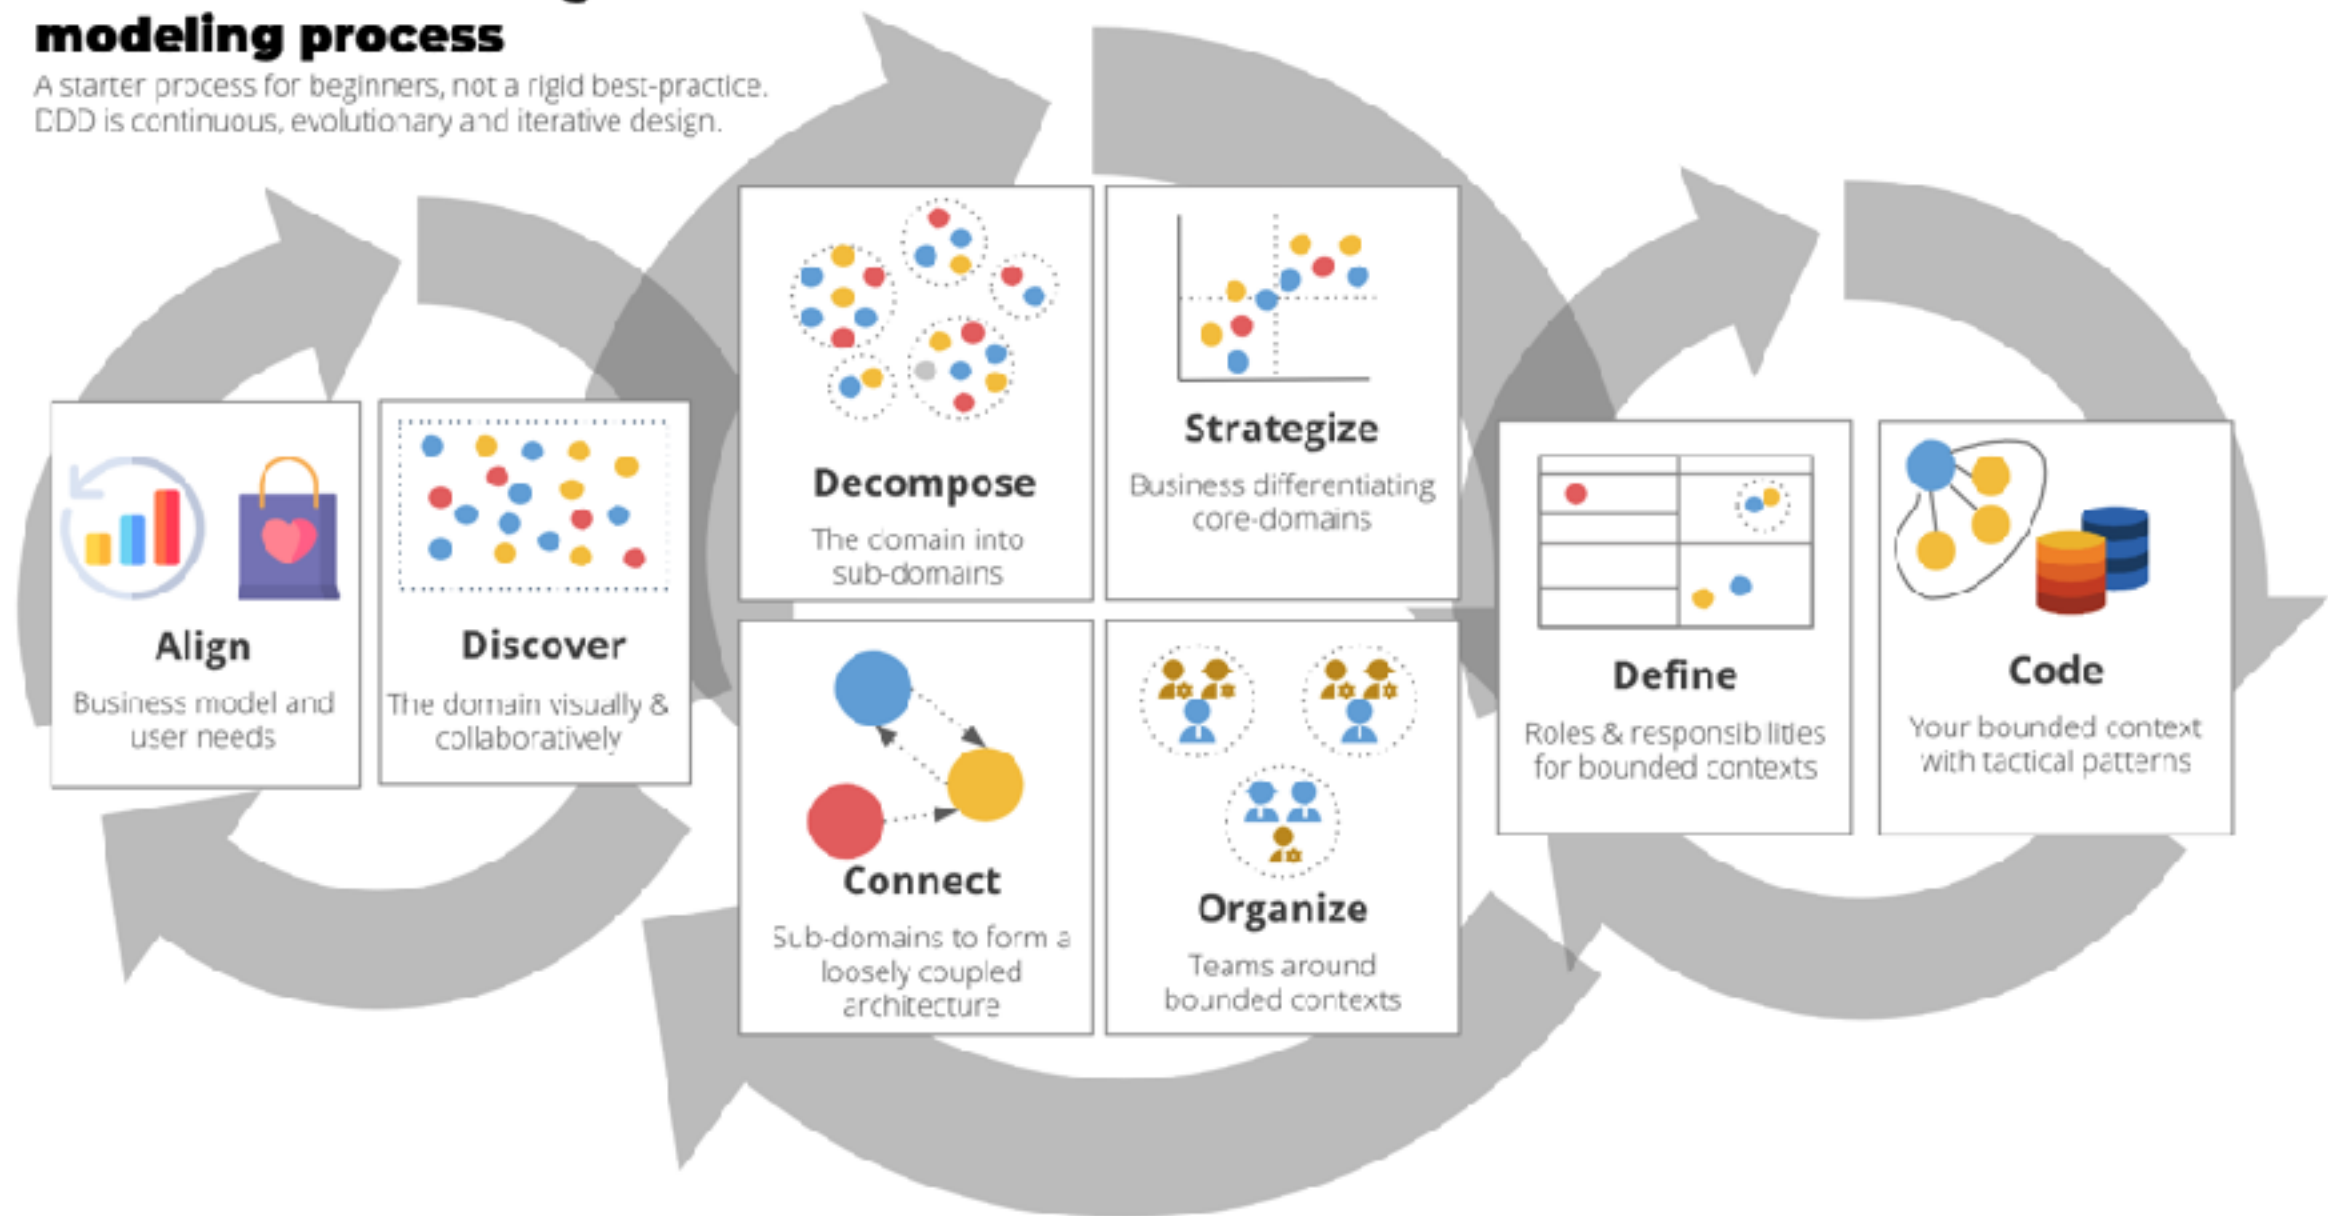 modeling process
A starter process for beginners, not a rigid best-practice.
DDD is continuous, evolutionary and iterative design.
Align
Business model and
user needs
Discover
The domain visually &
collaboratively
Decompose
The domain into
sub-domains
Strategize
Business differentiating
core-domains
Connect
Sub-domains to form a
loosely coupled
architecture
Organize
Teams around
bounded contexts
Define
Roles & responsibilities
for bounded contexts
Code
Your bounded context
with tactical patterns